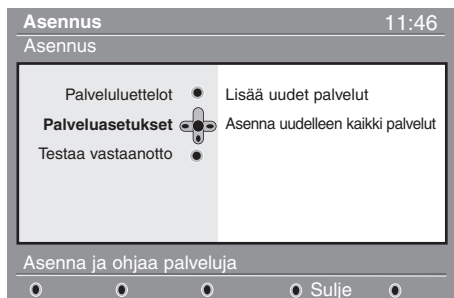 Asennus 11:46
Asennus
Palveluluettelot Lisää uudet palvelut
Palveluasetukset Asenna uudelleen kaikki palvelut
Testaa vastaanotto
Asenna ja ohjaa palveluja
Sulje